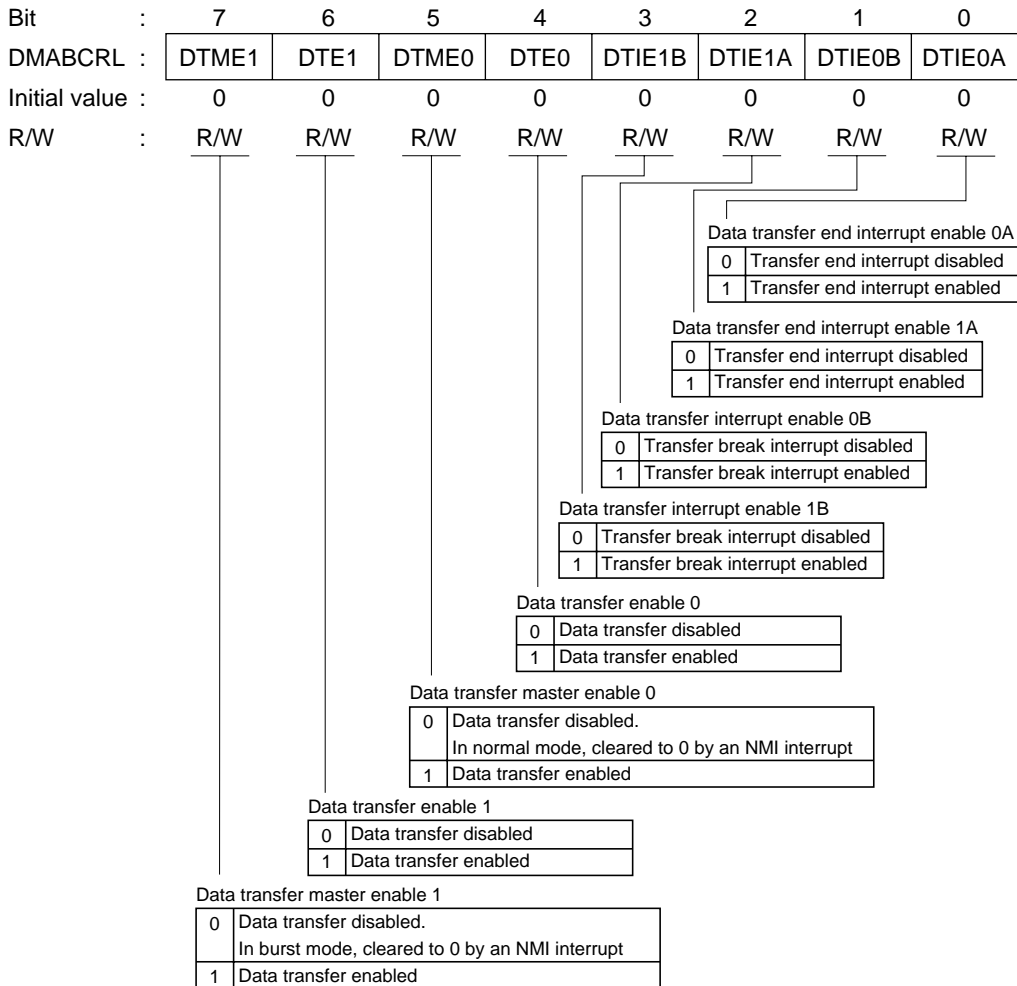 Bit : 7 6 5 4 3 2 1 0
DMABCRL : DTME1 DTE1 DTME0 DTE0 DTIE1B DTIE1A DTIE0B DTIE0A
Initial value : 0 0 0 0 0 0 0 0
R/W : R/W R/W R/W R/W R/W R/W R/W R/W
Data transfer end interrupt enable 0A
0 Transfer end interrupt disabled
1 Transfer end interrupt enabled
Data transfer end interrupt enable 1A
0 Transfer end interrupt disabled
1 Transfer end interrupt enabled
Data transfer interrupt enable 0B
0 Transfer break interrupt disabled
1 Transfer break interrupt enabled
Data transfer interrupt enable 1B
0 Transfer break interrupt disabled
1 Transfer break interrupt enabled
Data transfer enable 0
0 Data transfer disabled
1 Data transfer enabled
Data transfer master enable 0
0 Data transfer disabled.
In normal mode, cleared to 0 by an NMI interrupt
1 Data transfer enabled
Data transfer enable 1
0 Data transfer disabled
1 Data transfer enabled
Data transfer master enable 1
0 Data transfer disabled.
In burst mode, cleared to 0 by an NMI interrupt
1 Data transfer enabled